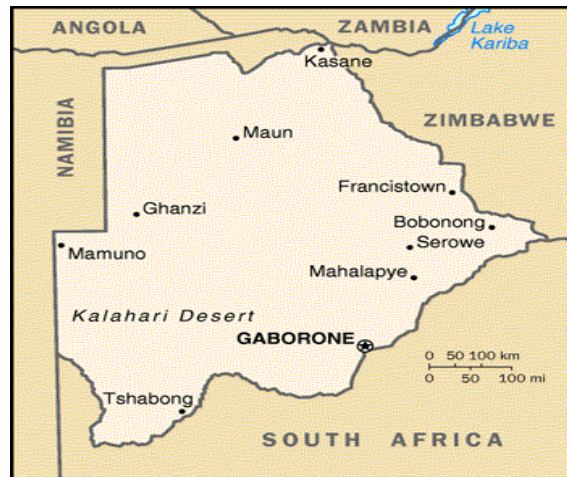 ANGOLA
ZAMBIA
Lake
Kariba
Kasane
NAMIBIA
ZIMBABWE
Maun
Francistown
Ghanzi
Bobonong
Serowe
Mamuno
Mahalapye
Kalahari Desert
GABORONE
0 50 100 km
0 100 mi
Tshabong
SOUTH AFRICA